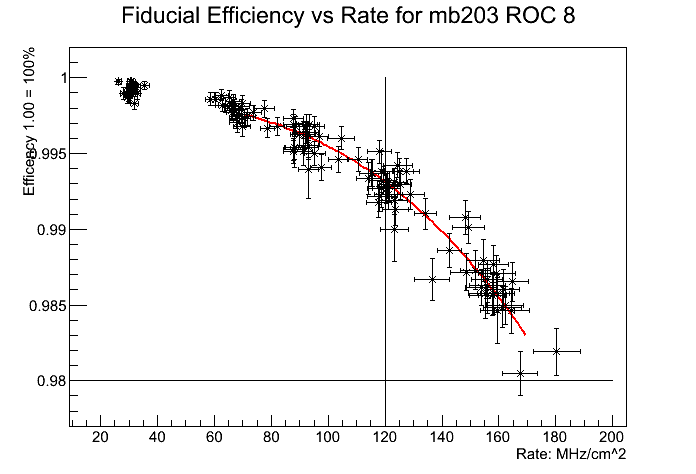 Fiducial Efficiency vs Rate for mb203 ROC 8
Efficency 1.00 = 100%
1
0.995
0.99
0.985
0.98
20 40 60 80 100 120 140 160 180 200
Rate: MHz/cm^2